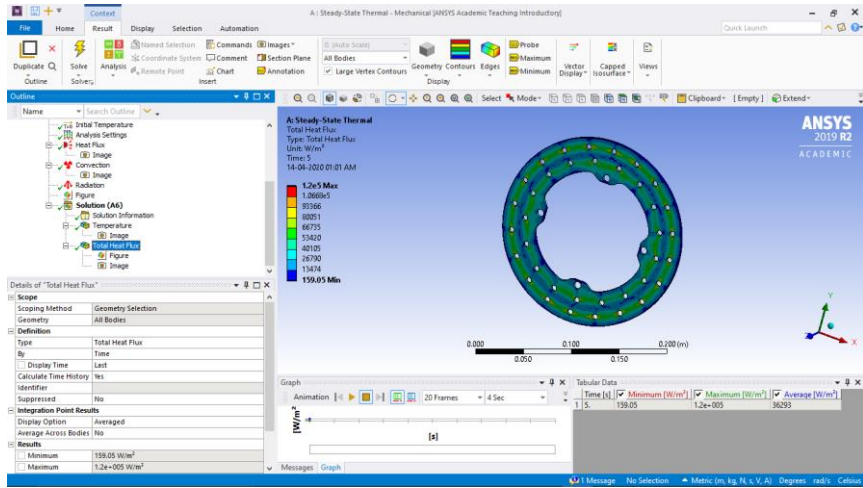 Context
A : Steady-State Thermal - Mechanical [ANSYS Academic Teaching Introductory]
File Home Result Display Selection Automation
Quick Launch
Duplicate Q Solve Analysis
Named Selection Commands Images
Coordinate System Comment Section Plane
Remote Point Chart Annotation
(Auto Scale)
All Bodies
Large Vertex Contours
Geometry Contours Edges
Probe
Maximum
Minimum
Vector Display
Capped Isosurface
Views
Outline Solver Insert Display
Outline
Name Search Outline
Initial Temperature
Analysis Settings
Heat Flux
Image
Convection
Image
Radiation
Figure
Solution (A6)
Solution Information
Temperature
Image
Total Heat Flux
Figure
Image
Select Mode Clipboard [Empty] Extend
A: Steady-State Thermal
Total Heat Flux
Type: Total Heat Flux
Unit: W/m²
Time: 5
14-04-2020 01:01 AM
1.2e5 Max
1.0668e5
93366
80051
66735
53420
40105
26790
13474
159.05 Min
ANSYS
2019 R2
ACADEMIC
Y
X
0.000 0.100 0.200 (m)
0.050 0.150
Details of "Total Heat Flux"
Scope
Scoping Method Geometry Selection
Geometry All Bodies
Definition
Type Total Heat Flux
By Time
Display Time Last
Calculate Time History Yes
Identifier
Suppressed No
Integration Point Results
Display Option Averaged
Average Across Bodies No
Results
Minimum 159.05 W/m²
Maximum 1.2e+005 W/m²
Graph
Animation 20 Frames 4 Sec
[W/m²
[s]
Messages Graph
Tabular Data
Time [s] Minimum [W/m²] Maximum [W/m²] Average [W/m²]
1 5. 159.05 1.2e+005 36293
1 Message No Selection Metric (m, kg, N, s, V, A) Degrees rad/s Celsius